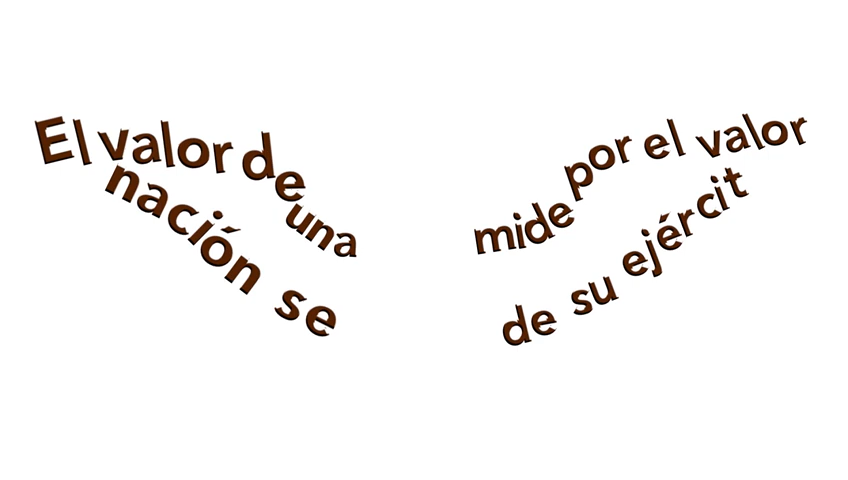 El valor de una
nación se
mide por el valor
de su ejércit